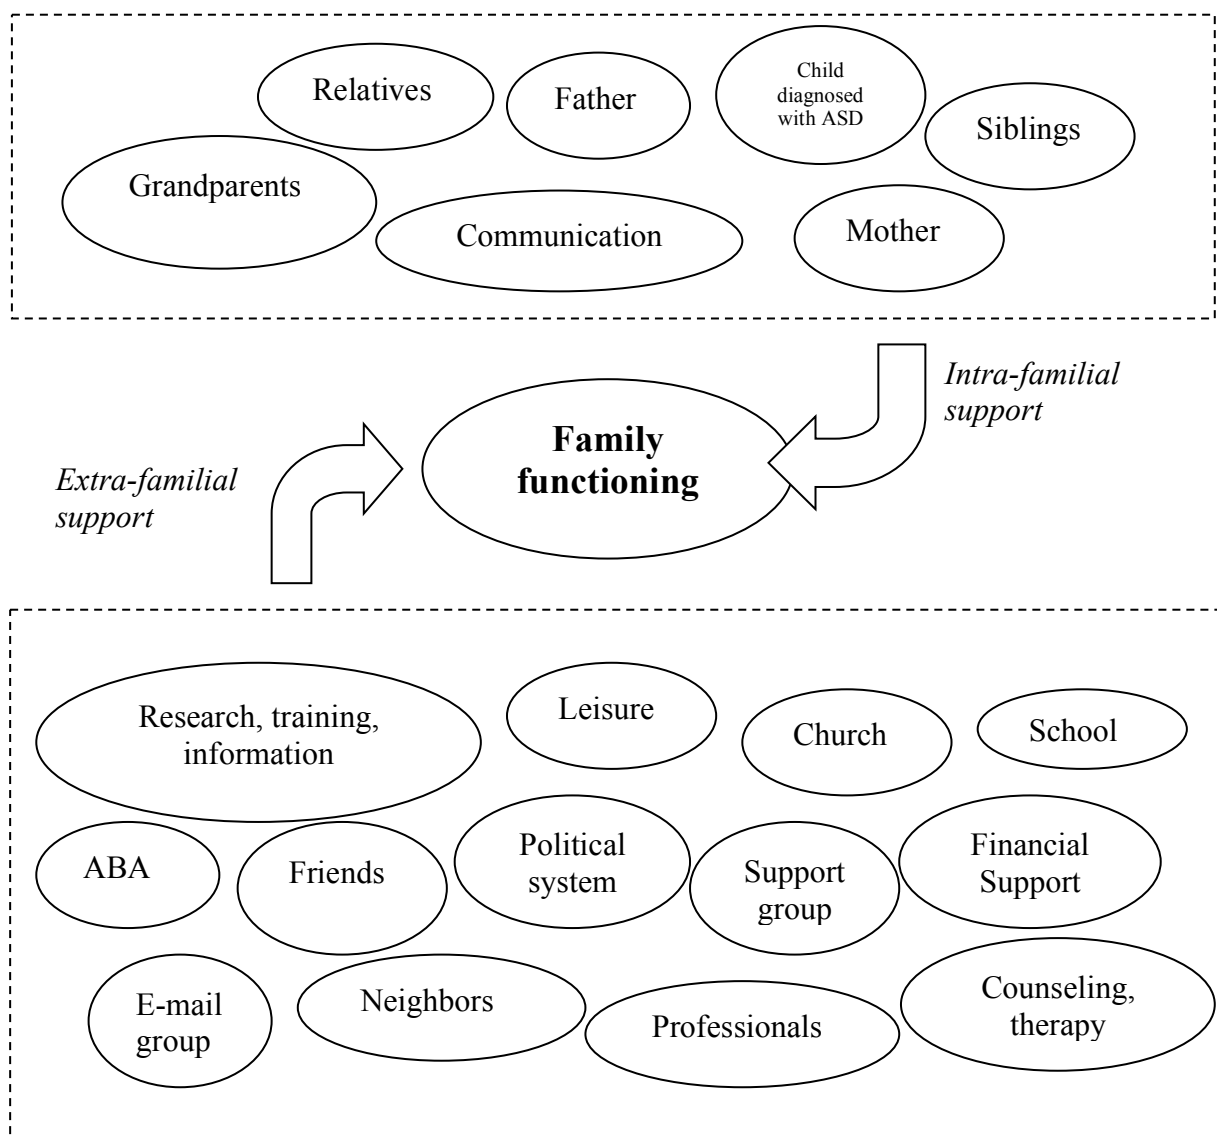 Relatives
Father
Child
diagnosed
with ASD
Siblings
Grandparents
Communication
Mother
Intra-familial
support
Family
functioning
Extra-familial
support
Research, training,
information
Leisure
Church
School
ABA
Friends
Political
system
Support
group
Financial
Support
E-mail
group
Neighbors
Professionals
Counseling,
therapy